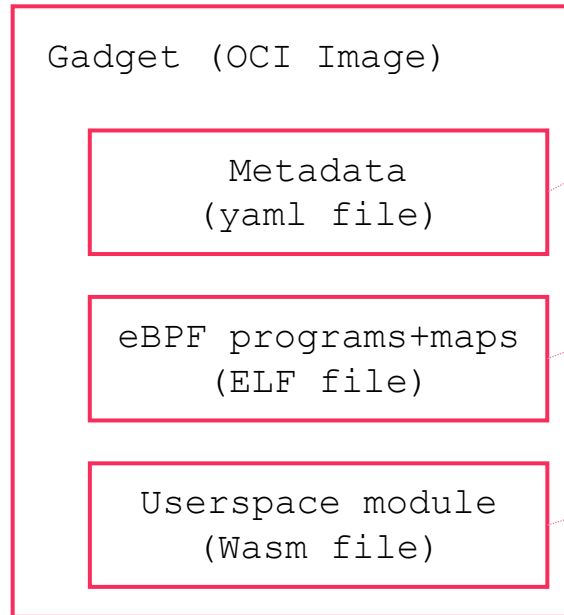 Gadget (OCI Image)
Metadata
(yaml file)
eBPF programs+maps
(ELF file)
Userspace module
(Wasm file)